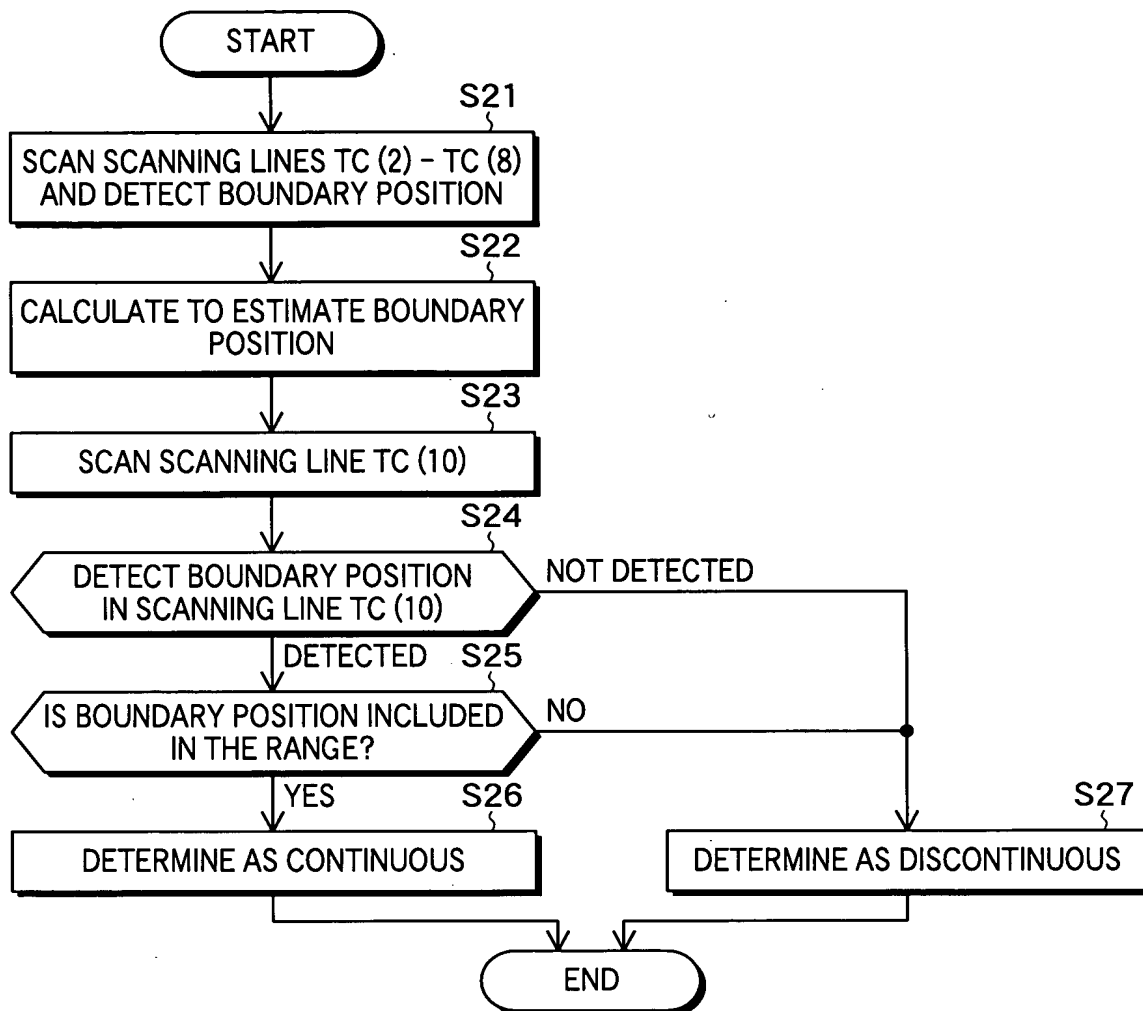 START
S21
SCAN SCANNING LINES TC (2) - TC (8)
AND DETECT BOUNDARY POSITION
S22
CALCULATE TO ESTIMATE BOUNDARY
POSITION
S23
SCAN SCANNING LINE TC (10)
S24
DETECT BOUNDARY POSITION
IN SCANNING LINE TC (10)
NOT DETECTED
DETECTED
S25
IS BOUNDARY POSITION INCLUDED
IN THE RANGE?
NO
YES
S26
DETERMINE AS CONTINUOUS
S27
DETERMINE AS DISCONTINUOUS
END